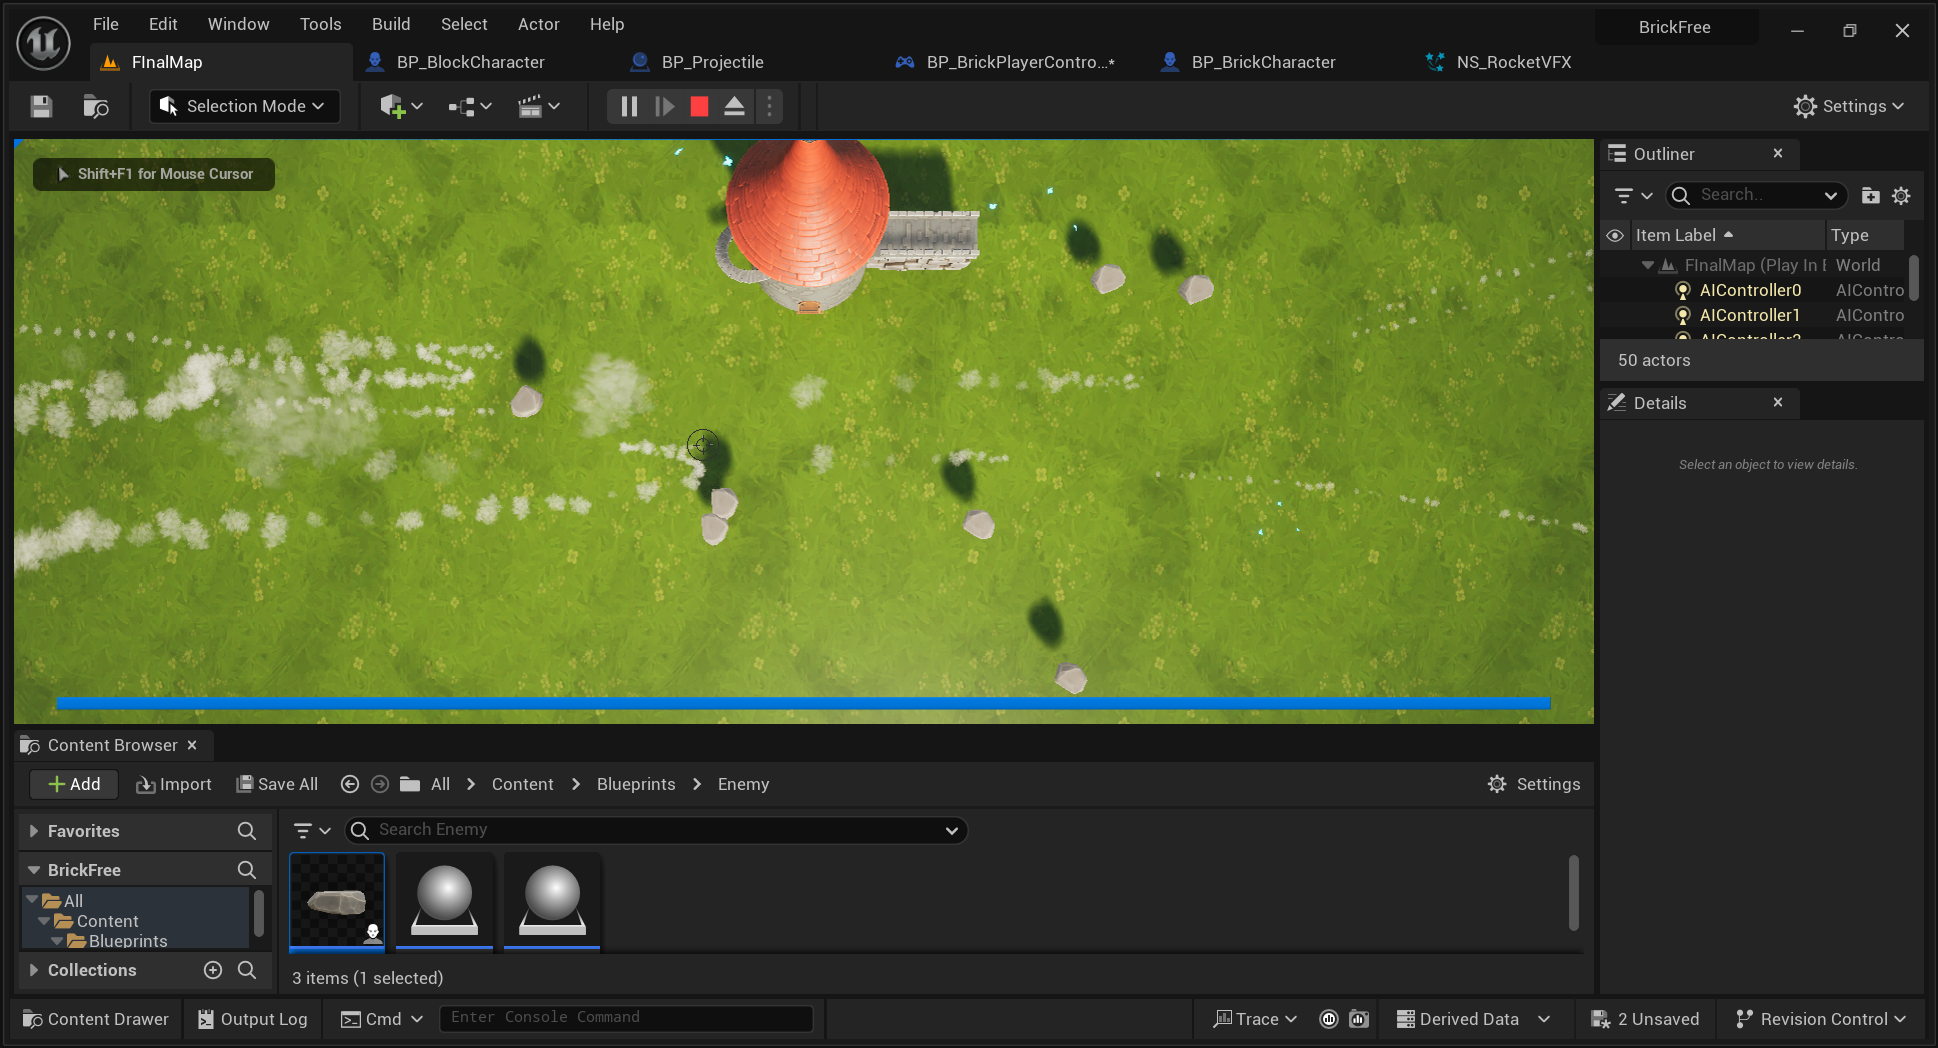 File Edit Window Tools Build Select Actor Help
BrickFree
FInalMap
BP_BlockCharacter
BP_Projectile
BP_BrickPlayerContro...*
BP_BrickCharacter
NS_RocketVFX
Selection Mode
Settings
Shift+F1 for Mouse Cursor
Outliner
Search..
Item Label Type
FInalMap (Play In E World
AIController0 AIContro
AIController1 AIContro
AIController2 AIContro
50 actors
Details
Select an object to view details.
Content Browser
Add Import Save All All Content Blueprints Enemy Settings
Favorites
Search Enemy
BrickFree
All
Content
Blueprints
Collections
3 items (1 selected)
Content Drawer Output Log Cmd Enter Console Command Trace Derived Data 2 Unsaved Revision Control